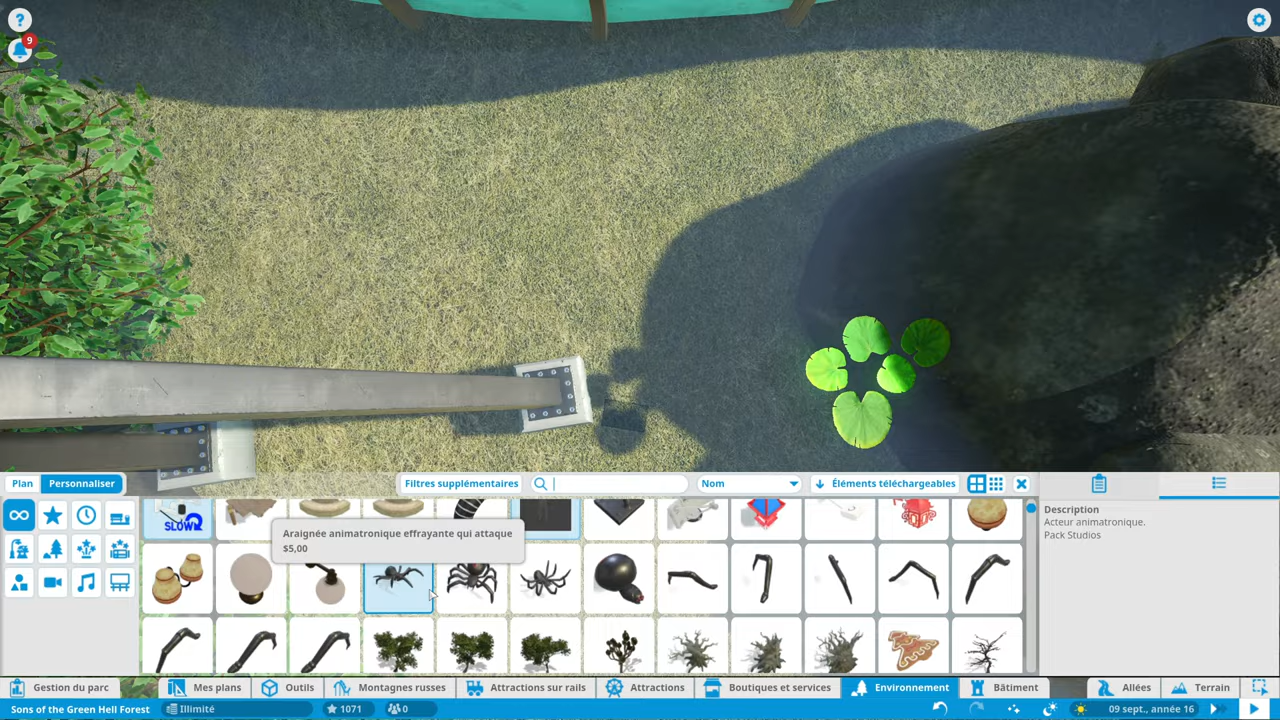 ?
9
Plan
Personnaliser
Filtres supplémentaires
Nom
Éléments téléchargeables
SLOW
Araignée animatronique effrayante qui attaque
$5,00
Description
Acteur animatronique.
Pack Studios
Gestion du parc
Mes plans
Outils
Montagnes russes
Attractions sur rails
Attractions
Boutiques et services
Environnement
Bâtiment
Allées
Terrain
Sons of the Green Hell Forest
Illimité
1071
0
09 sept., année 16